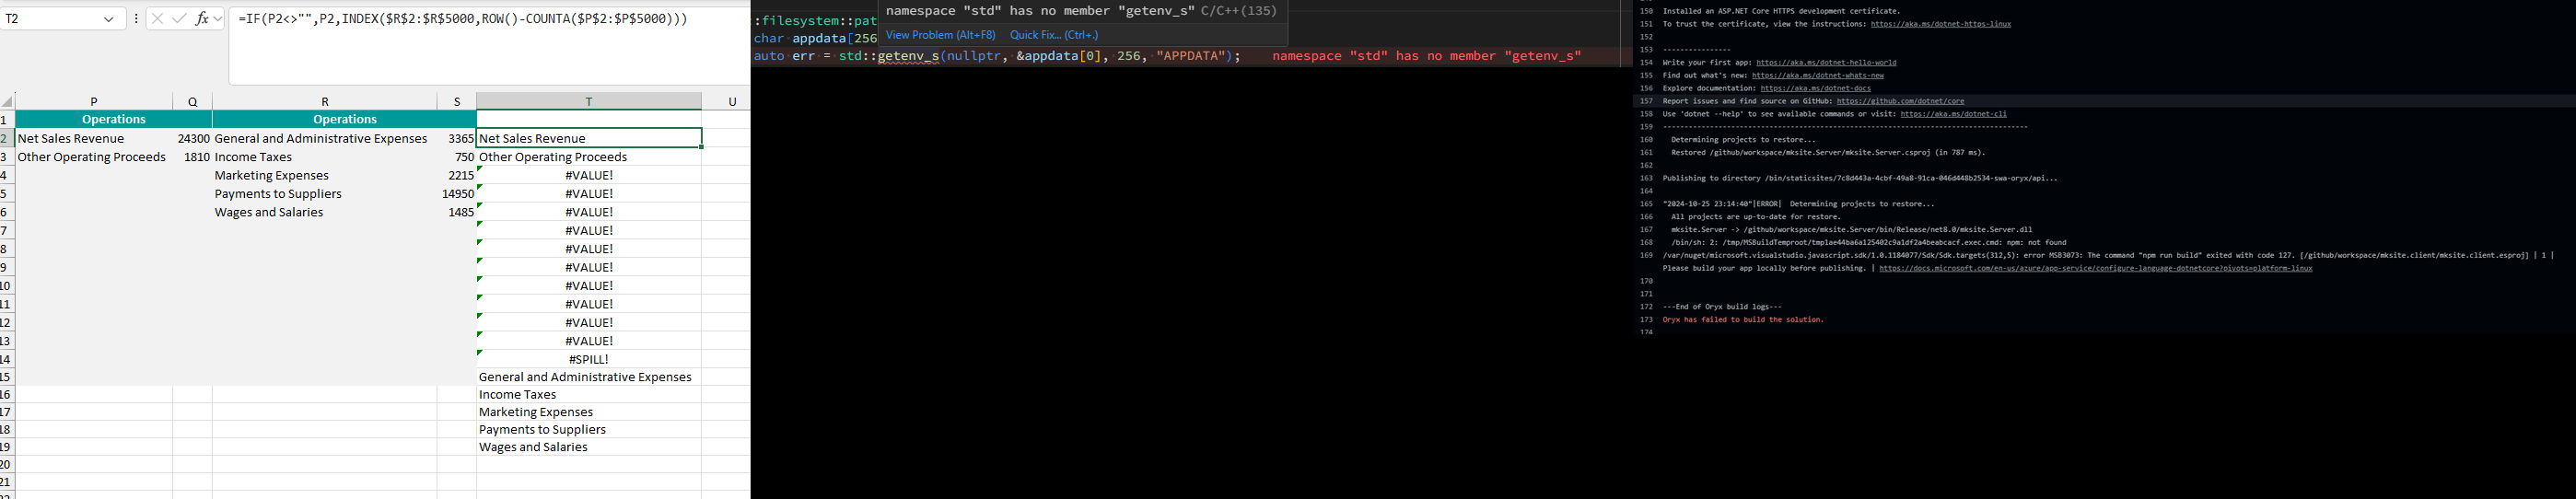 T2
fx
=IF(P2<>"",P2,INDEX($R$2:$R$5000,ROW()-COUNTA($P$2:$P$5000)))
P Q R S T U
1 Operations Operations
2 Net Sales Revenue 24300 General and Administrative Expenses 3365 Net Sales Revenue
3 Other Operating Proceeds 1810 Income Taxes 750 Other Operating Proceeds
4 Marketing Expenses 2215 #VALUE!
5 Payments to Suppliers 14950 #VALUE!
6 Wages and Salaries 1485 #VALUE!
7 #VALUE!
8 #VALUE!
9 #VALUE!
10 #VALUE!
11 #VALUE!
12 #VALUE!
13 #VALUE!
14 #SPILL!
15 General and Administrative Expenses
16 Income Taxes
17 Marketing Expenses
18 Payments to Suppliers
19 Wages and Salaries
20
21
22
namespace "std" has no member "getenv_s" C/C++(135)
View Problem (Alt+F8) Quick Fix... (Ctrl+.)
::filesystem::pat
char appdata[256
auto err = std::getenv_s(nullptr, &appdata[0], 256, "APPDATA"); namespace "std" has no member "getenv_s"
150 Installed an ASP.NET Core HTTPS development certificate.
151 To trust the certificate, view the instructions: https://aka.ms/dotnet-https-linux
152
153 ----------------
154 Write your first app: https://aka.ms/dotnet-hello-world
155 Find out what's new: https://aka.ms/dotnet-whats-new
156 Explore documentation: https://aka.ms/dotnet-docs
157 Report issues and find source on GitHub: https://github.com/dotnet/core
158 Use 'dotnet --help' to see available commands or visit: https://aka.ms/dotnet-cli
159 --------------------------------------------------------------------------------------
160 Determining projects to restore...
161 Restored /github/workspace/mksite.Server/mksite.Server.csproj (in 787 ms).
162
163 Publishing to directory /bin/staticsites/7c8d443a-4cbf-49a8-91ca-046d448b2534-swa-oryx/api...
164
165 "2024-10-25 23:14:40"|ERROR| Determining projects to restore...
166 All projects are up-to-date for restore.
167 mksite.Server -> /github/workspace/mksite.Server/bin/Release/net8.0/mksite.Server.dll
168 /bin/sh: 2: /tmp/MSBuildTemproot/tmp1ae44ba6a125402c9a1df2a4beabcacf.exec.cmd: npm: not found
169 /var/nuget/microsoft.visualstudio.javascript.sdk/1.0.1184077/Sdk/Sdk.targets(312,5): error MSB3073: The command "npm run build" exited with code 127. [/github/workspace/mksite.client/mksite.client.esproj] | 1 |
Please build your app locally before publishing. | https://docs.microsoft.com/en-us/azure/app-service/configure-language-dotnetcore?pivots=platform-linux
170
171
172 ---End of Oryx build logs---
173 Oryx has failed to build the solution.
174